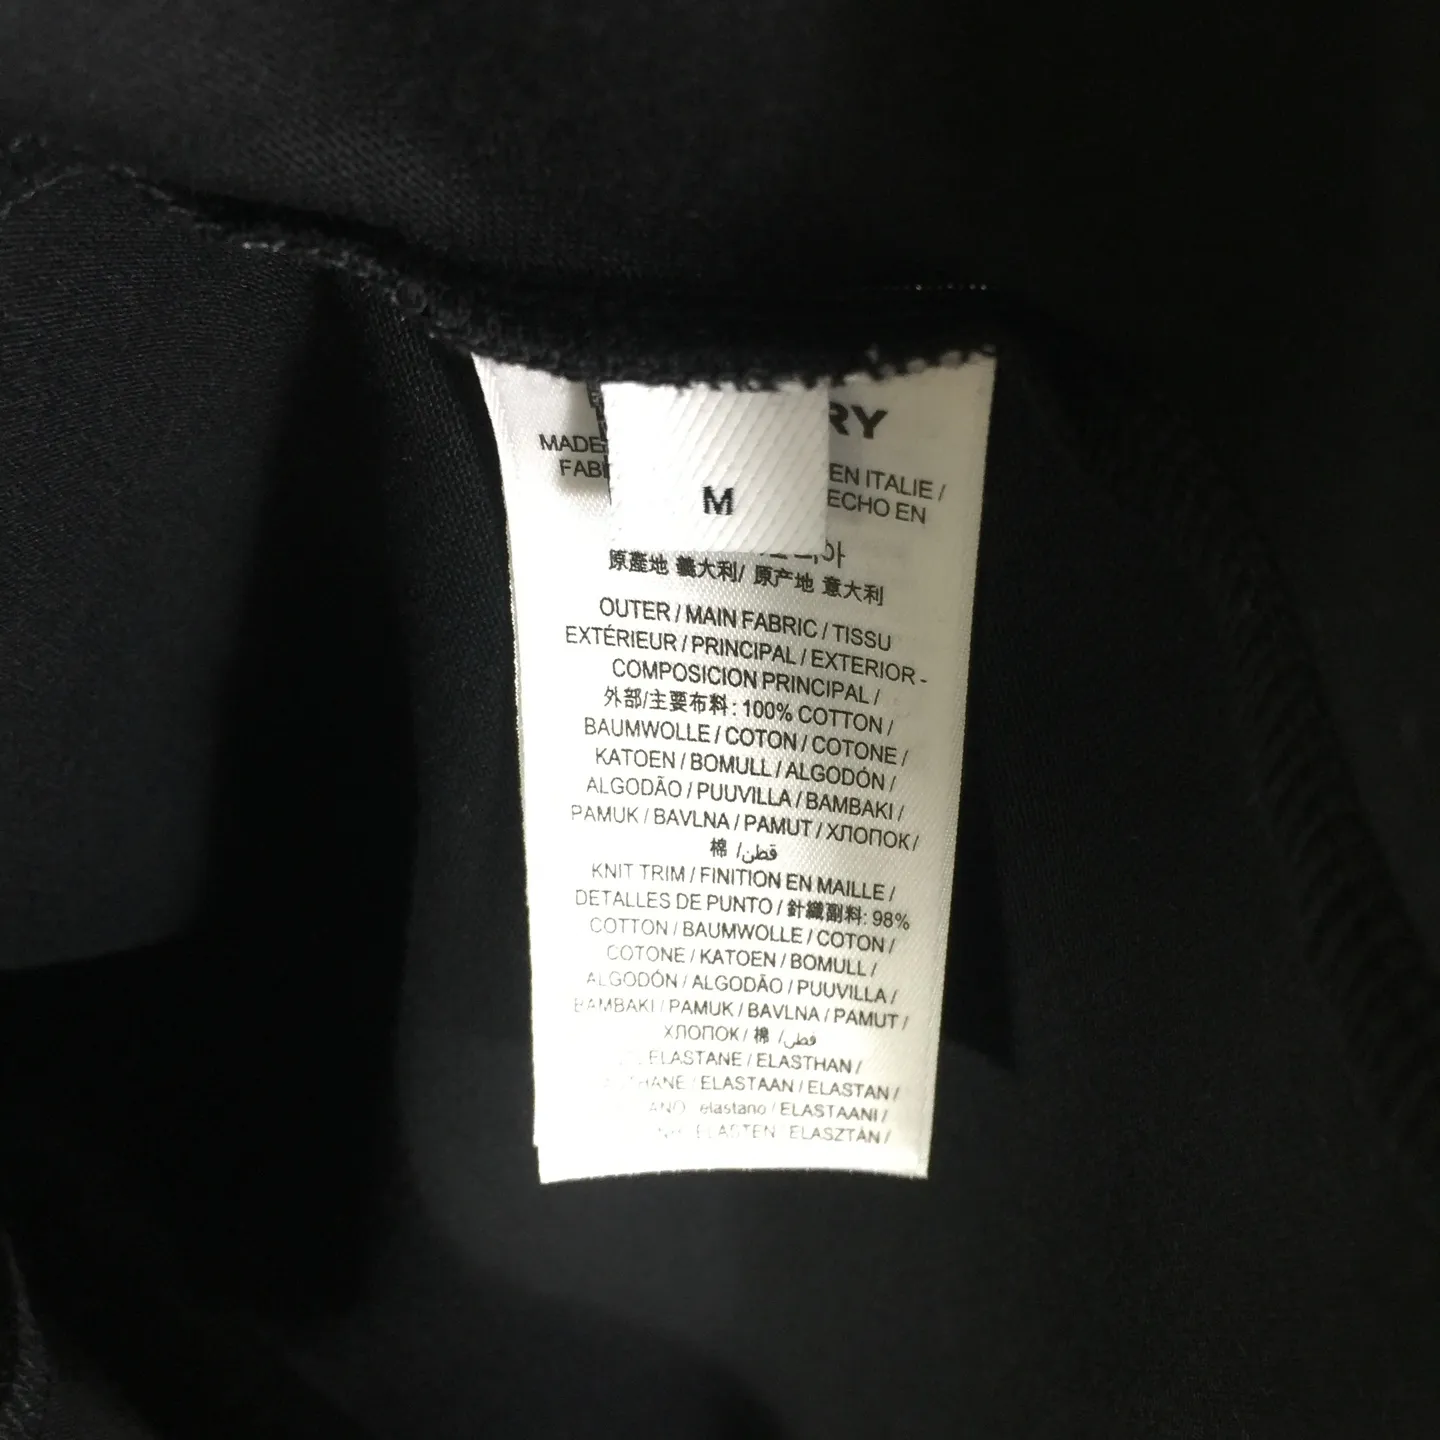 RY
MADE
EN ITALIE /
FABR
ECHO EN
M
原產地 義大利/ 原产地 意大利
OUTER / MAIN FABRIC / TISSU
EXTÉRIEUR / PRINCIPAL / EXTERIOR -
COMPOSICION PRINCIPAL /
外部/主要布料: 100% COTTON /
BAUMWOLLE / COTON / COTONE /
KATOEN / BOMULL / ALGODÓN /
ALGODÃO / PUUVILLA / BAMBAKI /
PAMUK / BAVLNA / PAMUT / ХЛОПОК /
棉 /قطن
KNIT TRIM / FINITION EN MAILLE /
DETALLES DE PUNTO / 針織副料: 98%
COTTON / BAUMWOLLE / COTON /
COTONE / KATOEN / BOMULL /
ALGODÓN / ALGODÃO / PUUVILLA /
BAMBAKI / PAMUK / BAVLNA / PAMUT /
ХЛОПОК / 棉 /قطن
ELASTANE / ELASTHAN /
HANE / ELASTAAN / ELASTAN /
ANO / elastano / ELASTAANI /
ELASTEN / ELASZTÁN /